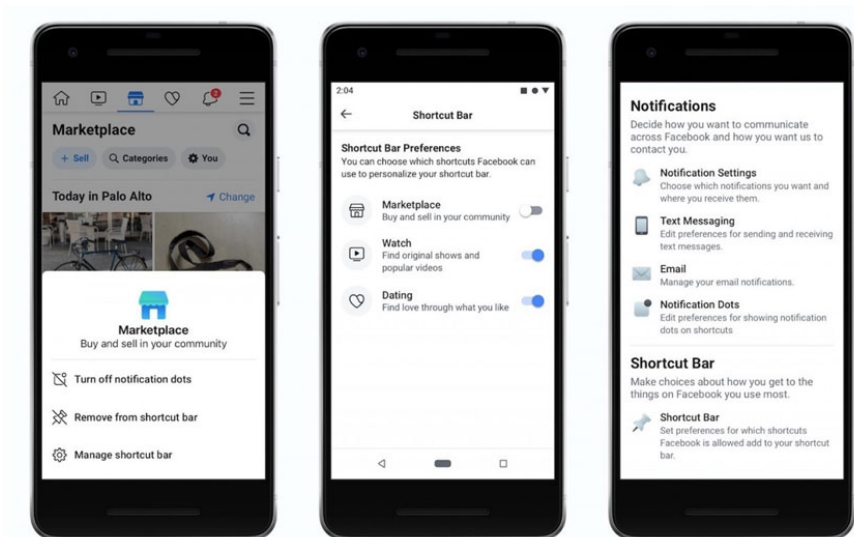 2
Marketplace
+ Sell
Categories
You
Today in Palo Alto
Change
Marketplace
Buy and sell in your community
Turn off notification dots
Remove from shortcut bar
Manage shortcut bar
2:04
Shortcut Bar
Shortcut Bar Preferences
You can choose which shortcuts Facebook can
use to personalize your shortcut bar.
Marketplace
Buy and sell in your community
Watch
Find original shows and
popular videos
Dating
Find love through what you like
Notifications
Decide how you want to communicate
across Facebook and how you want us to
contact you.
Notification Settings
Choose which notifications you want and
where you receive them.
Text Messaging
Edit preferences for sending and receiving
text messages.
Email
Manage your email notifications.
Notification Dots
Edit preferences for showing notification
dots on shortcuts
Shortcut Bar
Make choices about how you get to the
things on Facebook you use most.
Shortcut Bar
Set preferences for which shortcuts
Facebook is allowed add to your shortcut
bar.